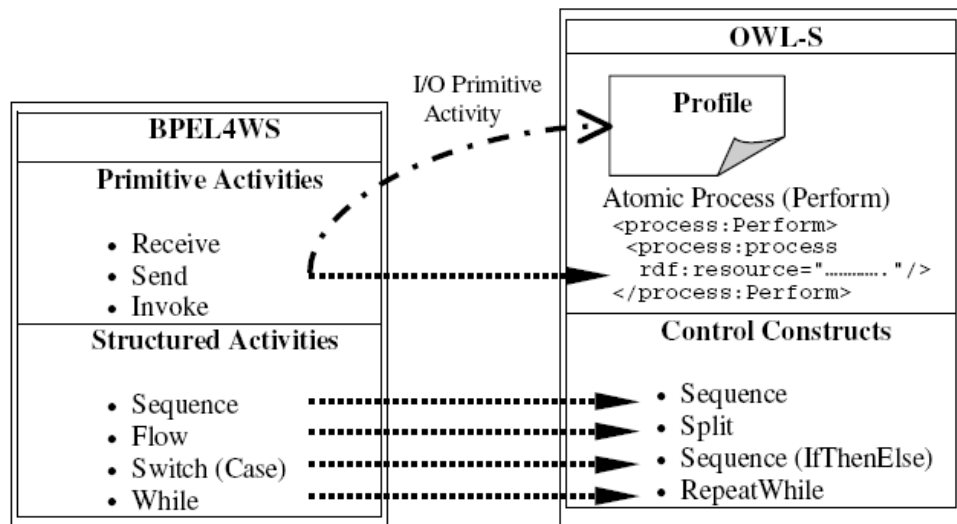 BPEL4WS
Primitive Activities
• Receive
• Send
• Invoke
Structured Activities
• Sequence
• Flow
• Switch (Case)
• While
I/O Primitive
Activity
OWL-S
Profile
Atomic Process (Perform)
<process:Perform>
<process:process
rdf:resource="………….."/>
</process:Perform>
Control Constructs
• Sequence
• Split
• Sequence (IfThenElse)
• RepeatWhile